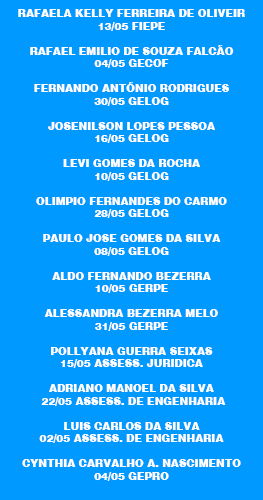 RAFAELA KELLY FERREIRA DE OLIVEIR
13/05 FIEPE
RAFAEL EMILIO DE SOUZA FALCÃO
04/05 GECOF
FERNANDO ANTÔNIO RODRIGUES
30/05 GELOG
JOSENILSON LOPES PESSOA
16/05 GELOG
LEVI GOMES DA ROCHA
10/05 GELOG
OLIMPIO FERNANDES DO CARMO
28/05 GELOG
PAULO JOSE GOMES DA SILVA
08/05 GELOG
ALDO FERNANDO BEZERRA
10/05 GERPE
ALESSANDRA BEZERRA MELO
31/05 GERPE
POLLYANA GUERRA SEIXAS
15/05 ASSESS. JURIDICA
ADRIANO MANOEL DA SILVA
22/05 ASSESS. DE ENGENHARIA
LUIS CARLOS DA SILVA
02/05 ASSESS. DE ENGENHARIA
CYNTHIA CARVALHO A. NASCIMENTO
04/05 GEPRO